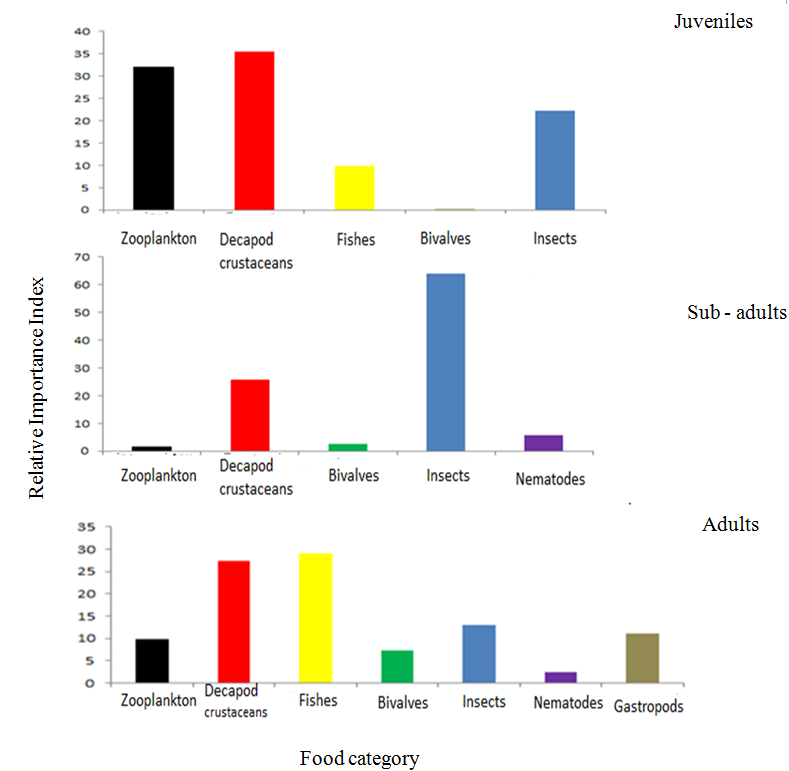 Juveniles
40
35
30
25
20
15
10
5
0
Zooplankton
Decapod
crustaceans
Fishes
Bivalves
Insects
Relative Importance Index
Sub - adults
70
60
50
40
30
20
10
0
Zooplankton
Decapod
crustaceans
Bivalves
Insects
Nematodes
Adults
35
30
25
20
15
10
5
0
Zooplankton
Decapod
crustaceans
Fishes
Bivalves
Insects
Nematodes
Gastropods
Food category